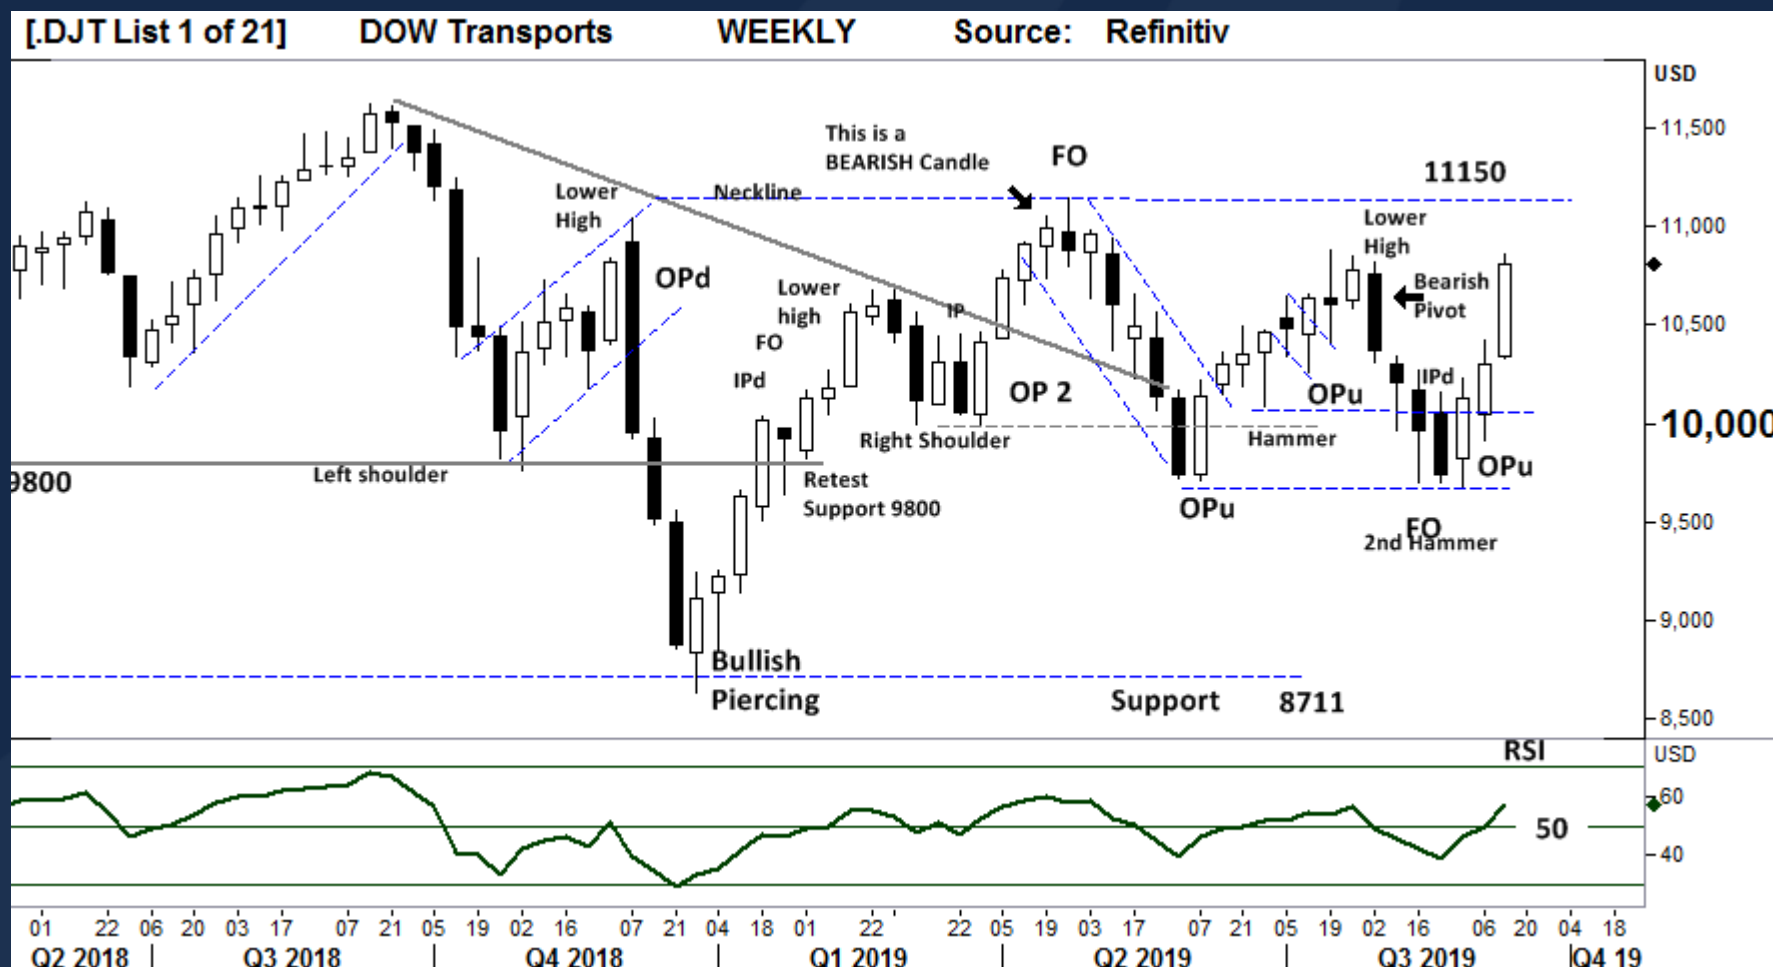 [.DJT List 1 of 21] DOW Transports WEEKLY Source: Refinitiv
USD
11,500
11,000
10,500
10,000
9,500
9,000
8,500
This is a
BEARISH Candle
FO
11150
Lower
High
Neckline
Lower
High
OPd
Lower
high
FO
IPd
IP
Bearish
Pivot
OP 2
OPu
IPd
Right Shoulder
Hammer
9800
Left shoulder
Retest
Support 9800
OPu
OPu
FO
2nd Hammer
Bullish
Piercing
Support 8711
RSI
USD
60
50
40
01 22 06 20 03 17 07 21 05 19 02 16 07 21 04 18 01 22 22 05 19 03 17 07 21 05 19 02 16 06 20 04 18
Q2 2018 Q3 2018 Q4 2018 Q1 2019 Q2 2019 Q3 2019 Q4 19